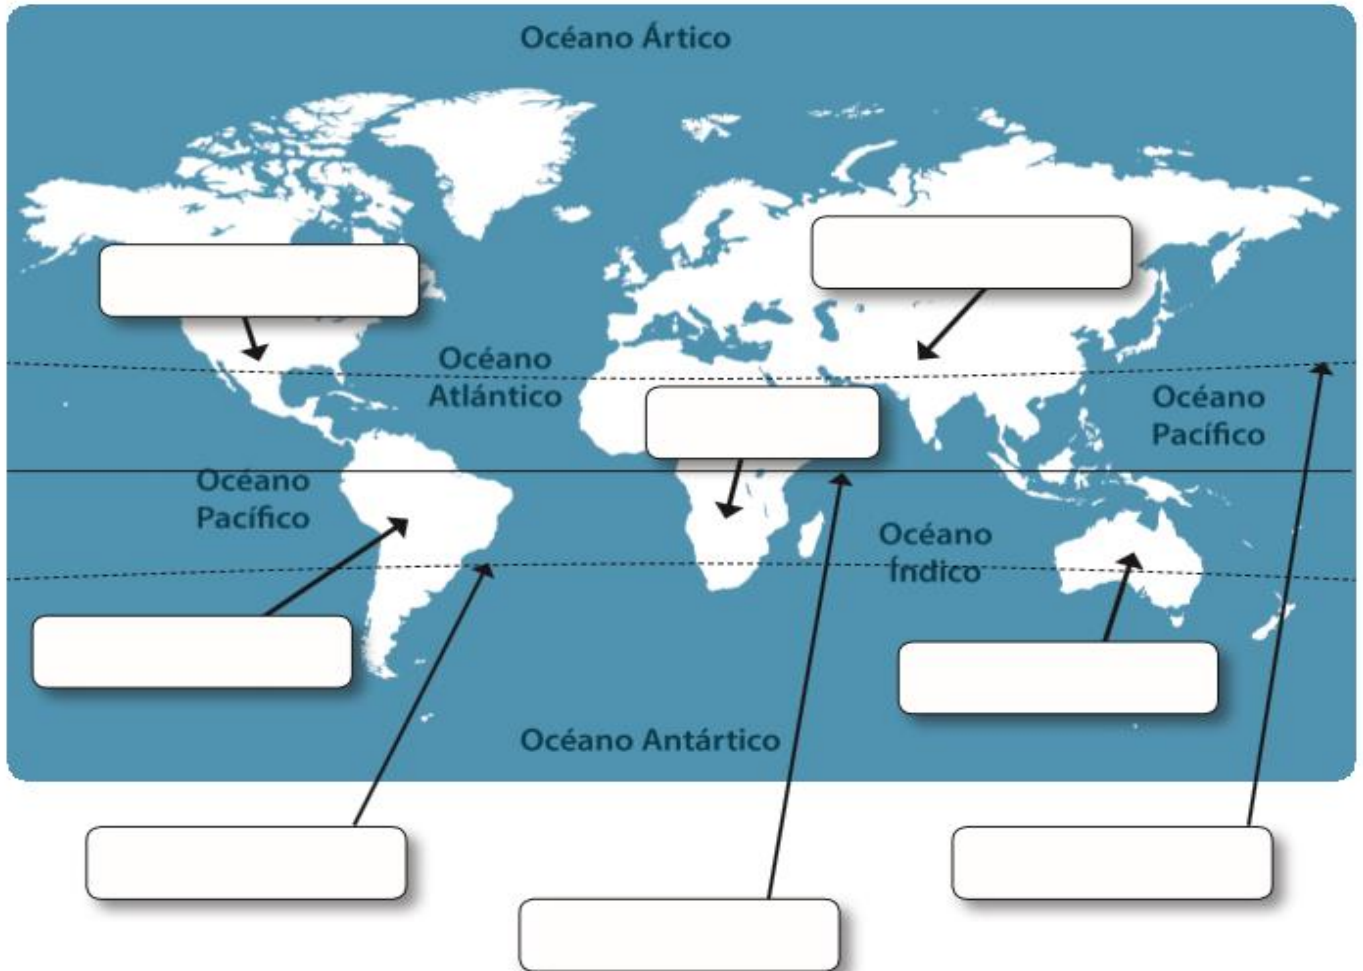 Océano Ártico
Océano
Atlántico
Océano
Pacífico
Océano
Pacífico
Océano
Índico
Océano Antártico